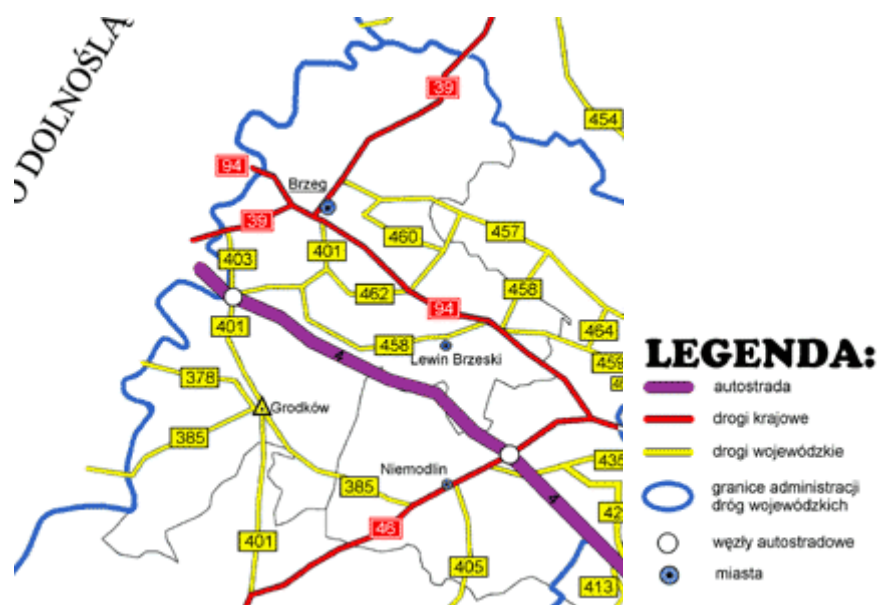 O DOLNOŚLĄ
39
454
94
Brzeg
39
460
457
403
401
462
458
94
464
401
4
458
Lewin Brzeski
459
378
Grodków
385
Niemodlin
435
385
4
46
401
405
413
LEGENDA:
autostrada
drogi krajowe
drogi wojewódzkie
granice administracji
dróg wojewódzkich
węzły autostradowe
miasta